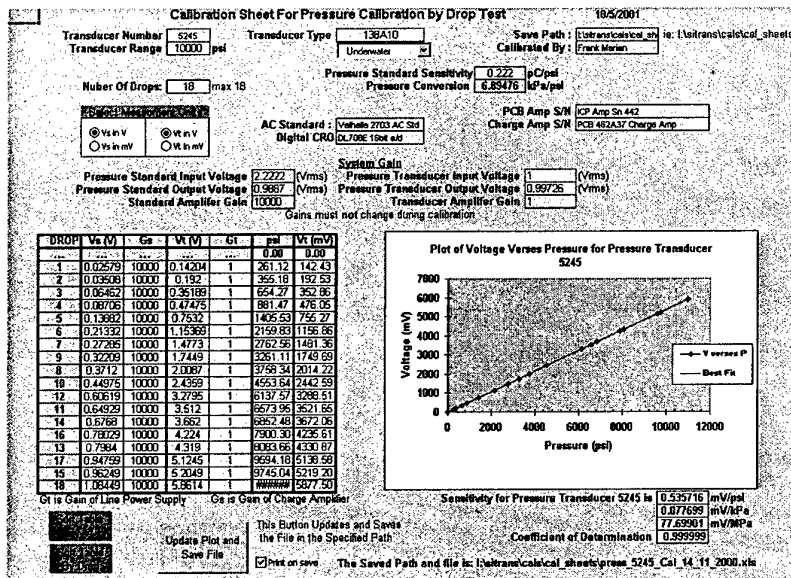 Calibration Sheet For Pressure Calibration by Drop Test 18/5/2001
Transducer Number 5245 Transducer Type 138A10 Save Path : ie: I:\sitrans\cals\cal_sheets
Transducer Range 10000 psi Underwater Calibrated By : Frank Marian
Nuber Of Drops: 18 max 18
Pressure Standard Sensitivity 0.222 pC/psi
Pressure Conversion 6.89476 kPa/psi
Vs in V Vt in V
Vs in mV Vt in mV
PCB Amp S/N ICP Amp Sn 442
AC Standard : Valhalla 2703 AC Std Charge Amp S/N PCB 462A37 Charge Amp
Digital CRO DL708E 16bit a/d
System Gain
Pressure Standard Input Voltage 2.2222 (Vrms) Pressure Transducer Input Voltage 1 (Vrms)
Pressure Standard Output Voltage 0.9887 (Vrms) Pressure Transducer Output Voltage 0.99726 (Vrms)
Standard Amplifer Gain 10000 Transducer Amplifer Gain 1
Gains must not change during calibration
DROP Vs (V) Gs Vt (V) Gt psi Vt (mV)
... ... ... ... ... 0.00 0.00
1 0.02579 10000 0.14204 1 261.12 142.43
2 0.03508 10000 0.192 1 355.18 192.53
3 0.06462 10000 0.35189 1 654.27 352.86
4 0.08706 10000 0.47475 1 881.47 476.05
5 0.13882 10000 0.7532 1 1405.53 755.27
6 0.21332 10000 1.15369 1 2159.83 1156.86
7 0.27285 10000 1.4773 1 2762.56 1481.36
9 0.32209 10000 1.7449 1 3261.11 1749.69
8 0.3712 10000 2.0087 1 3758.34 2014.22
10 0.44975 10000 2.4359 1 4553.64 2442.59
12 0.60619 10000 3.2795 1 6137.57 3288.51
11 0.64929 10000 3.512 1 6573.95 3521.65
14 0.6768 10000 3.662 1 6852.48 3672.06
16 0.78029 10000 4.224 1 7900.30 4235.61
13 0.7984 10000 4.319 1 8083.66 4330.87
17 0.94759 10000 5.1245 1 9594.18 5138.58
15 0.96249 10000 5.2049 1 9745.04 5219.20
18 1.08449 10000 5.8614 1 ###### 5877.50
Gt is Gain of Line Power Supply Gs is Gain of Charge Amplifier
Plot of Voltage Verses Pressure for Pressure Transducer
5245
Voltage (mV)
7000
6000
5000
4000
3000
2000
1000
0
0 2000 4000 6000 8000 10000 12000
Pressure (psi)
V verses P
Best Fit
Sensitivity for Pressure Transducer 5245 is 0.535716 mV/psi
0.077699 mV/kPa
77.69901 mV/MPa
Coefficient of Determination 0.999999
Update Plot and
Save File
This Button Updates and Saves
the File in the Specified Path
Print on save The Saved Path and file is: I:\sitrans\cals\cal_sheets\press_5245_Cal_14_11_2000.xls